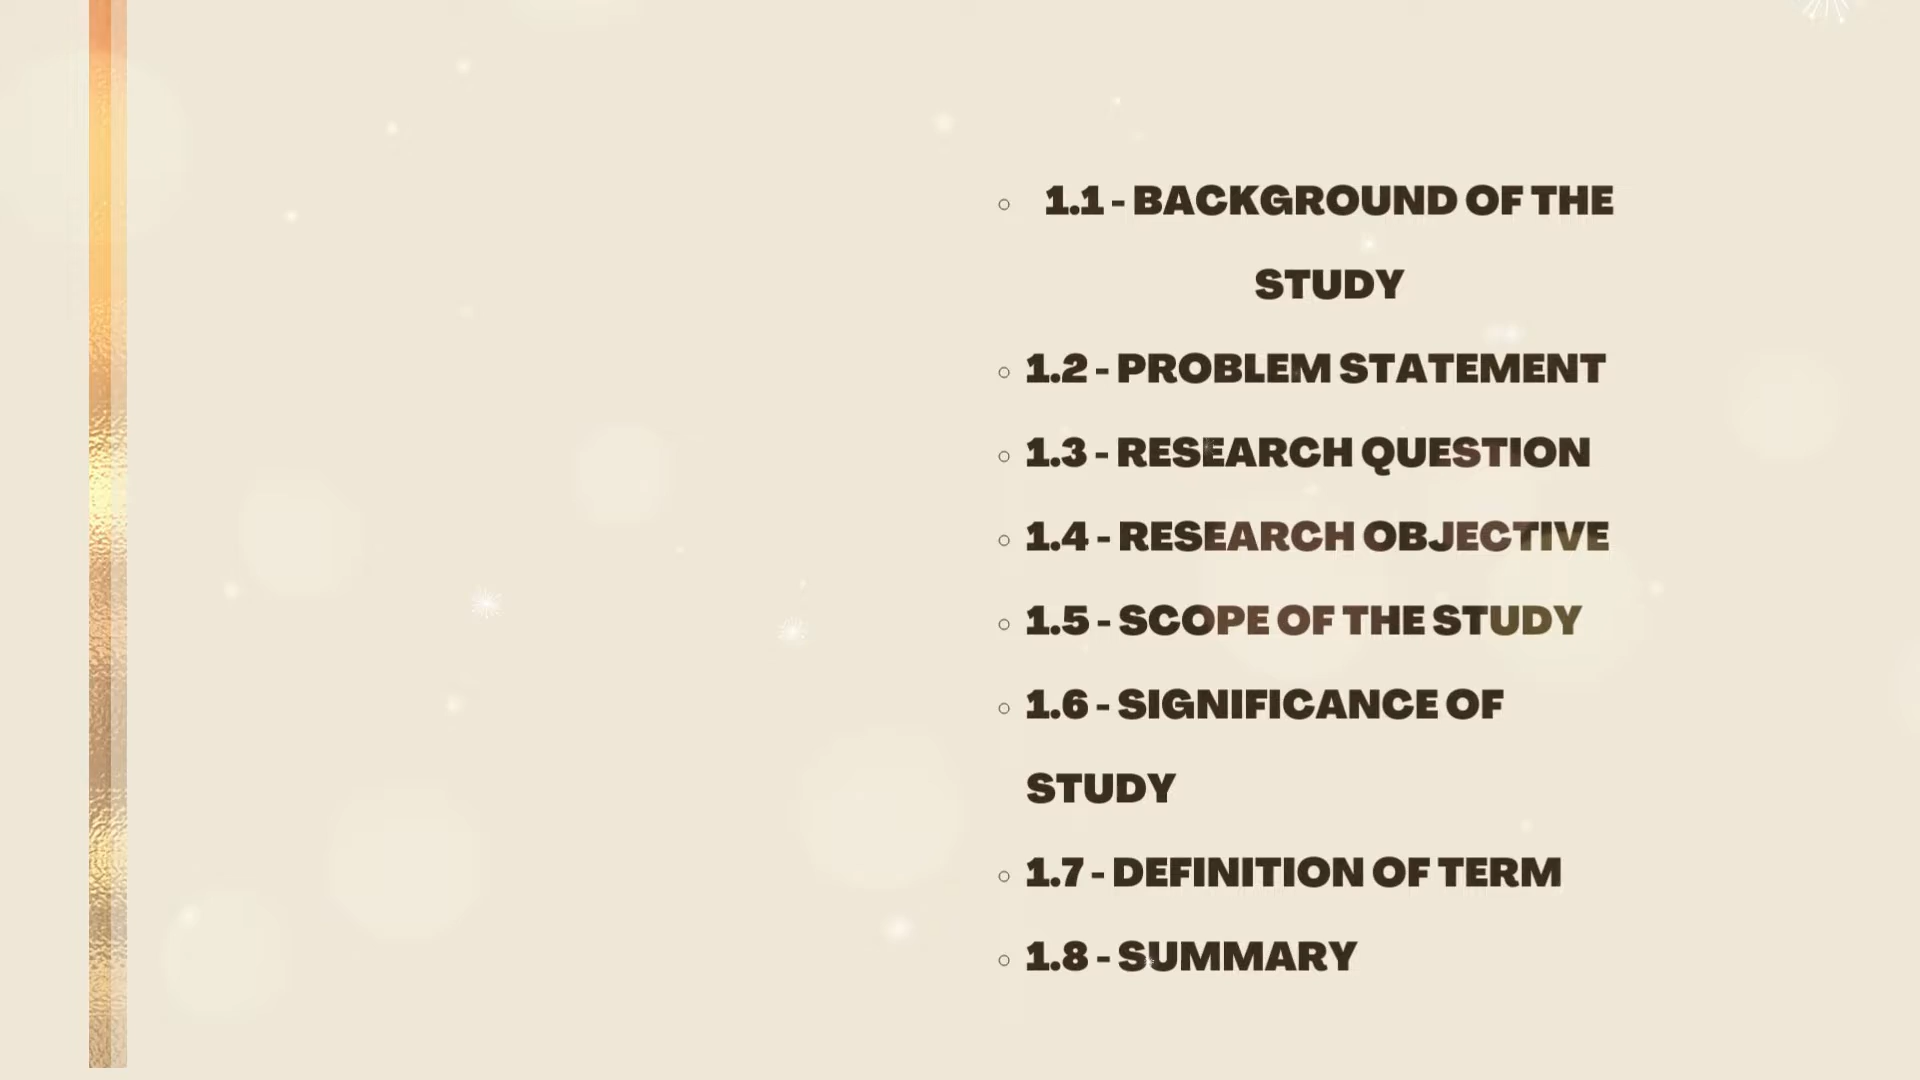 1.1 - BACKGROUND OF THE
STUDY
1.2 - PROBLEM STATEMENT
1.3 - RESEARCH QUESTION
1.4 - RESEARCH OBJECTIVE
1.5 - SCOPE OF THE STUDY
1.6 - SIGNIFICANCE OF
STUDY
1.7 - DEFINITION OF TERM
1.8 - SUMMARY